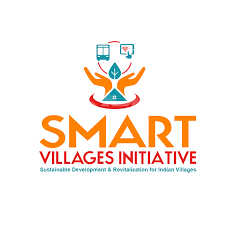 SMART
VILLAGES INITIATIVE
Sustainable Development & Revitalization for Indian Villages